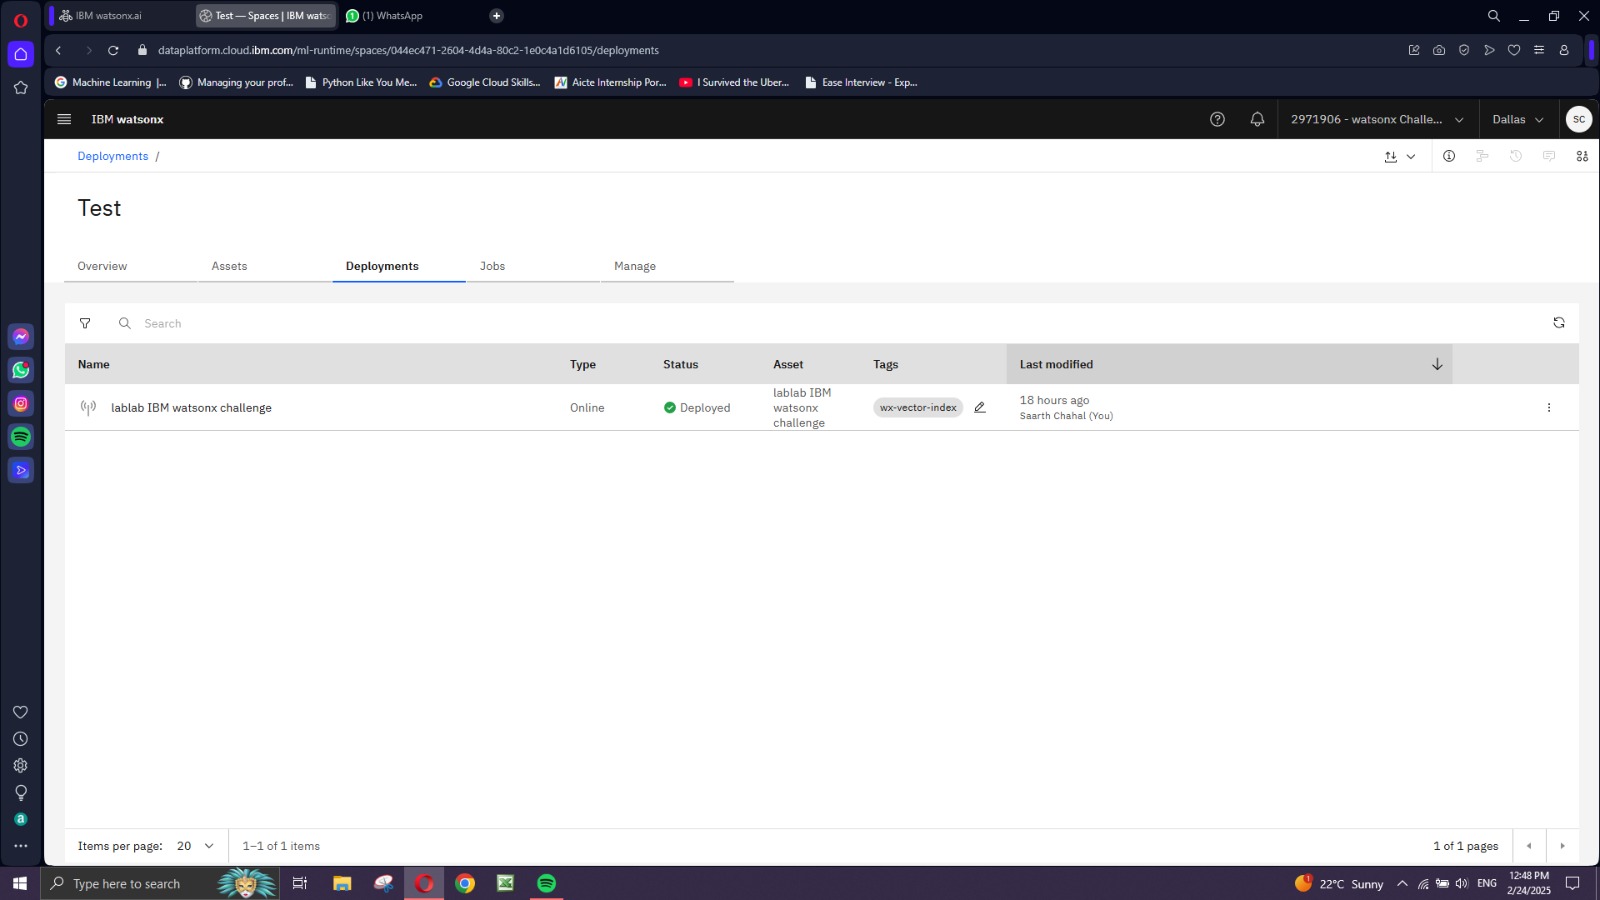 IBM watsonx.ai
Test — Spaces | IBM wats
(1) WhatsApp
dataplatform.cloud.ibm.com/ml-runtime/spaces/044ec471-2604-4d4a-80c2-1e0c4a1d6105/deployments
Machine Learning |...
Managing your prof...
Python Like You Me...
Google Cloud Skills...
Aicte Internship Por...
I Survived the Uber...
Ease Interview - Exp...
IBM watsonx
2971906 - watsonx Challe...
Dallas
SC
Deployments /
Test
Overview
Assets
Deployments
Jobs
Manage
Search
Name
Type
Status
Asset
Tags
Last modified
lablab IBM watsonx challenge
Online
Deployed
lablab IBM
watsonx
challenge
wx-vector-index
18 hours ago
Saarth Chahal (You)
Items per page: 20
1–1 of 1 items
1 of 1 pages
Type here to search
22°C Sunny
ENG
12:48 PM
2/24/2025